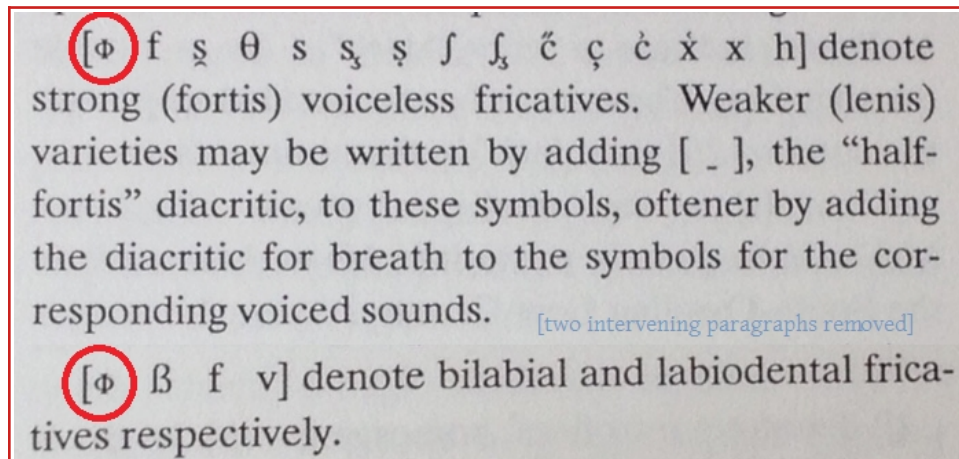 [Φ f s̯ θ s s̡ ṣ ʃ ʃ̡ c̋ ç ċ ẋ x h] denote
strong (fortis) voiceless fricatives. Weaker (lenis)
varieties may be written by adding [ ˍ ], the “half-
fortis” diacritic, to these symbols, oftener by adding
the diacritic for breath to the symbols for the cor-
responding voiced sounds. [two intervening paragraphs removed]
[Φ ß f v] denote bilabial and labiodental frica-
tives respectively.